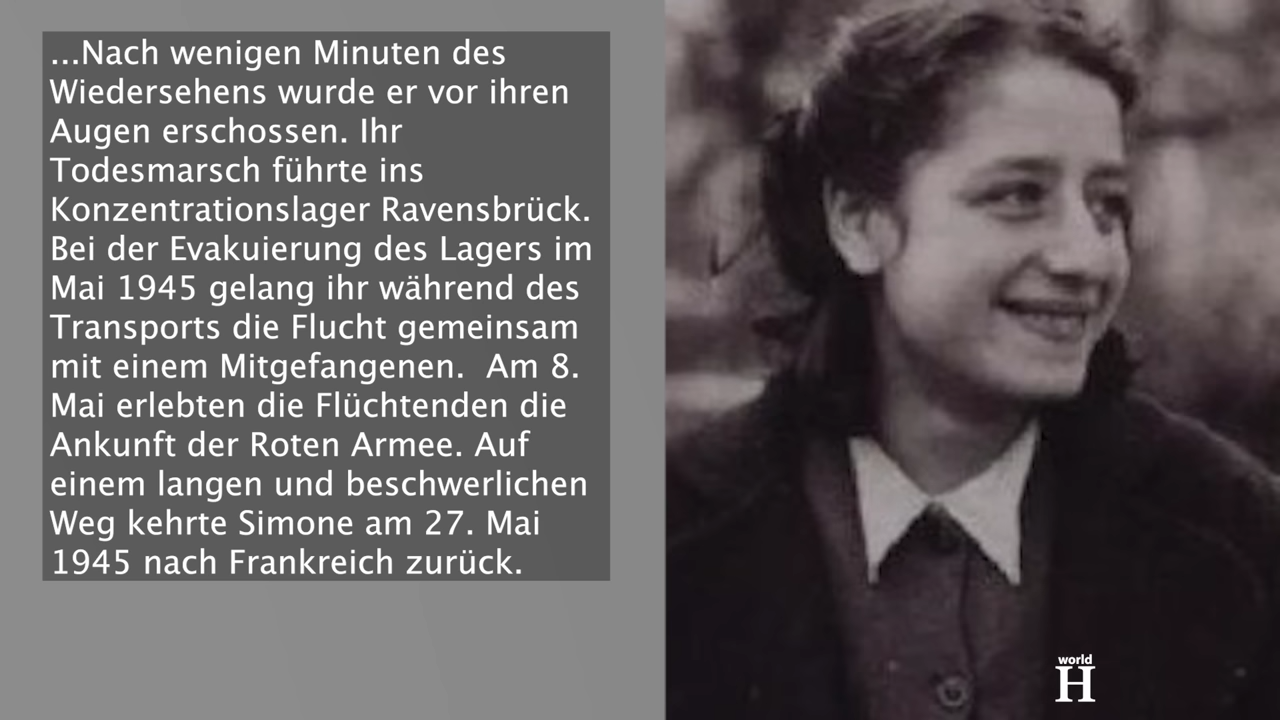 ...Nach wenigen Minuten des
Wiedersehens wurde er vor ihren
Augen erschossen. Ihr
Todesmarsch führte ins
Konzentrationslager Ravensbrück.
Bei der Evakuierung des Lagers im
Mai 1945 gelang ihr während des
Transports die Flucht gemeinsam
mit einem Mitgefangenen.  Am 8.
Mai erlebten die Flüchtenden die
Ankunft der Roten Armee. Auf
einem langen und beschwerlichen
Weg kehrte Simone am 27. Mai
1945 nach Frankreich zurück.
world
H